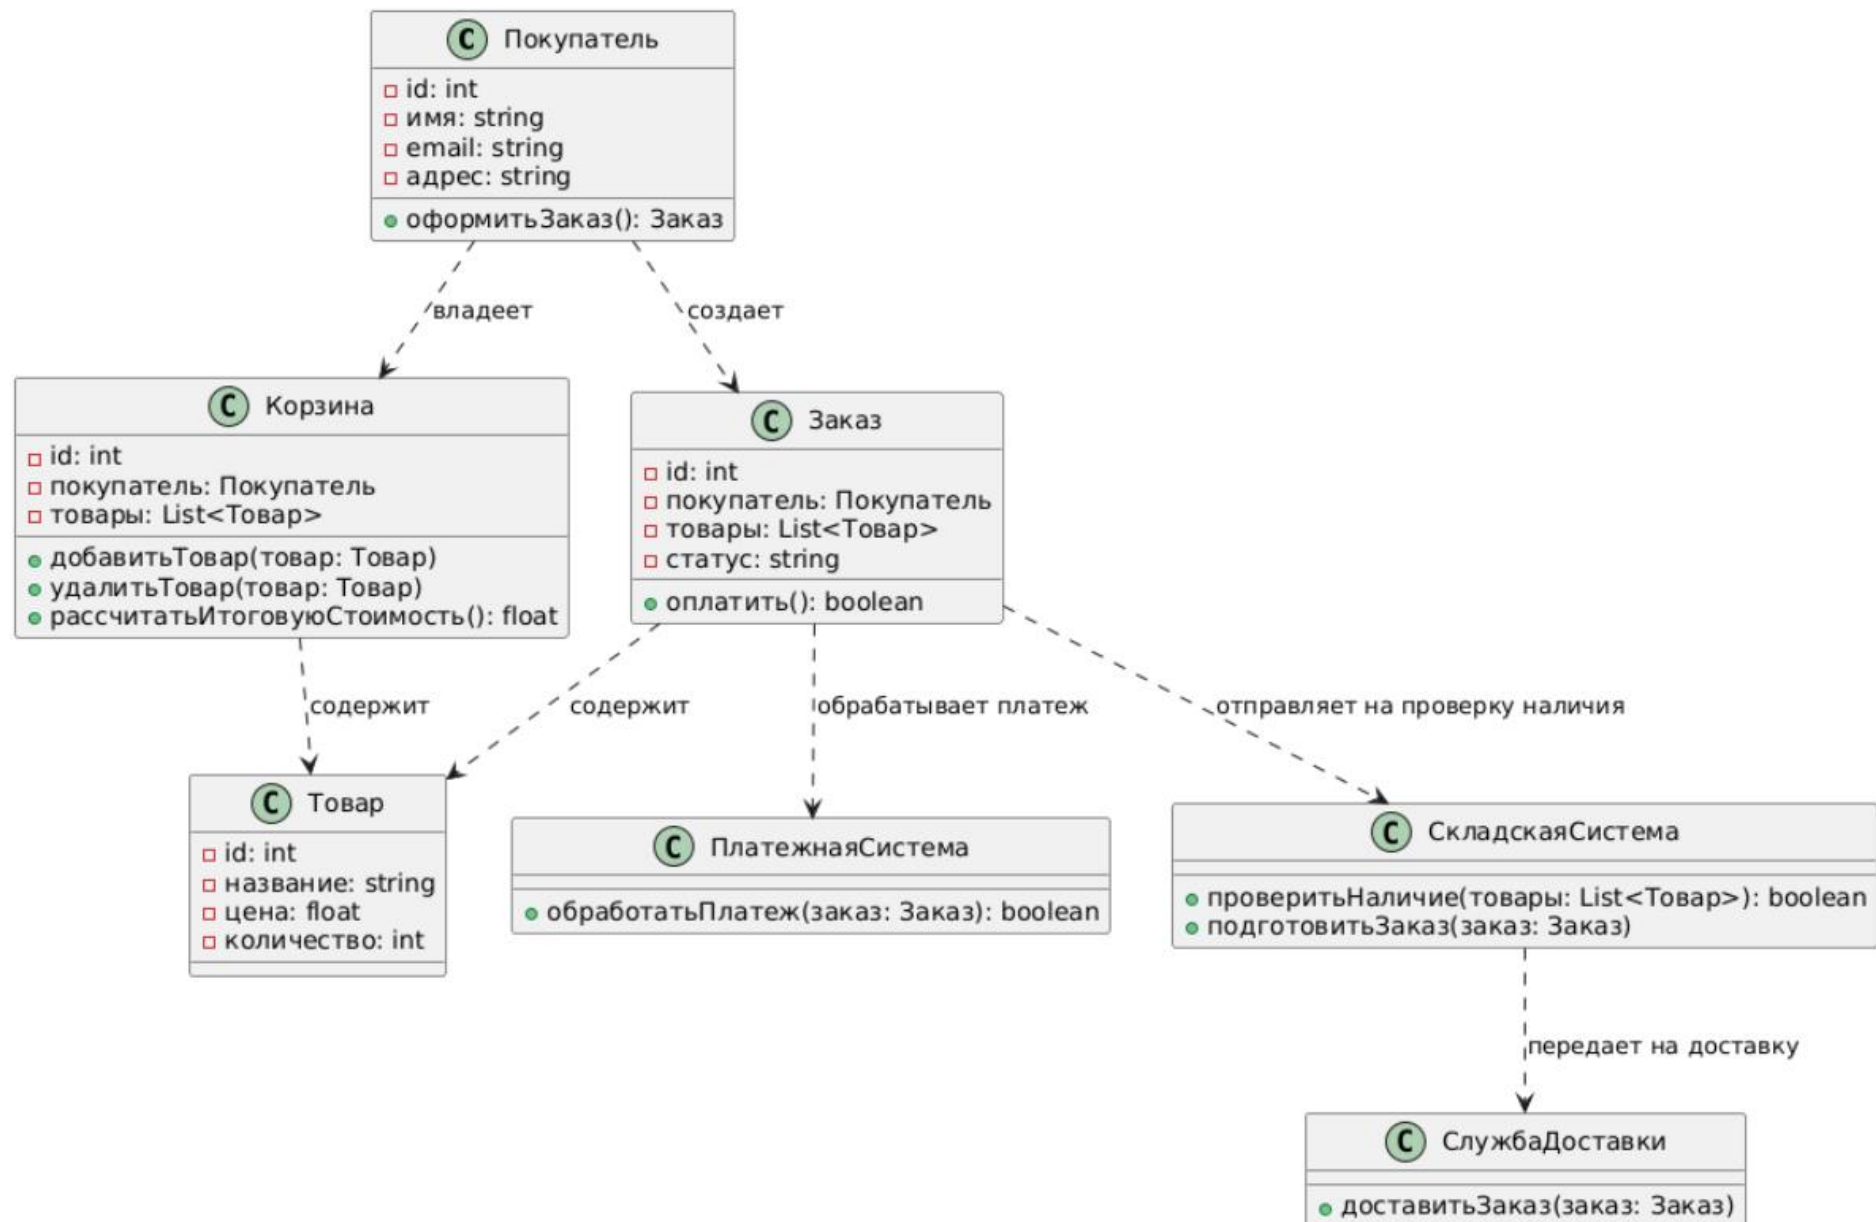 C Покупатель
id: int
имя: string
email: string
адрес: string
оформитьЗаказ(): Заказ
владеет
создает
C Корзина
id: int
покупатель: Покупатель
товары: List<Товар>
добавитьТовар(товар: Товар)
удалитьТовар(товар: Товар)
рассчитатьИтоговуюСтоимость(): float
C Заказ
id: int
покупатель: Покупатель
товары: List<Товар>
статус: string
оплатить(): boolean
содержит
содержит
обрабатывает платеж
отправляет на проверку наличия
C Товар
id: int
название: string
цена: float
количество: int
C ПлатежнаяСистема
обработатьПлатеж(заказ: Заказ): boolean
C СкладскаяСистема
проверитьНаличие(товары: List<Товар>): boolean
подготовитьЗаказ(заказ: Заказ)
передает на доставку
C СлужбаДоставки
доставитьЗаказ(заказ: Заказ)